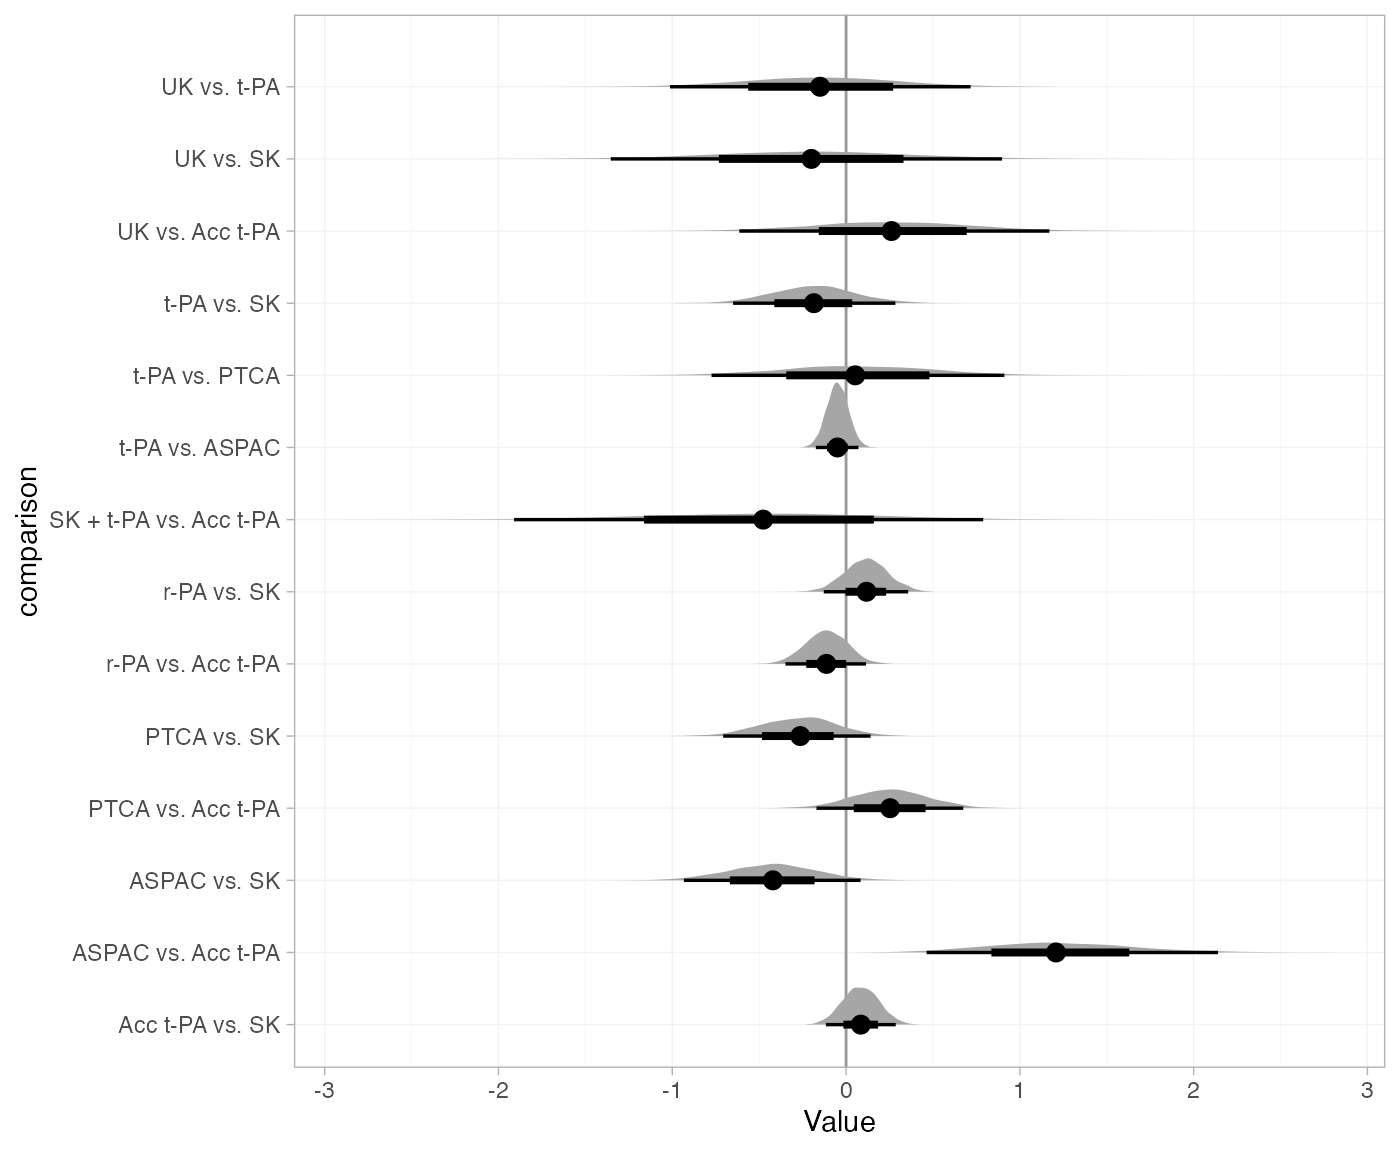 UK vs. t-PA
UK vs. SK
UK vs. Acc t-PA
t-PA vs. SK
t-PA vs. PTCA
t-PA vs. ASPAC
SK + t-PA vs. Acc t-PA
r-PA vs. SK
r-PA vs. Acc t-PA
PTCA vs. SK
PTCA vs. Acc t-PA
ASPAC vs. SK
ASPAC vs. Acc t-PA
Acc t-PA vs. SK
comparison
-3 -2 -1 0 1 2 3
Value